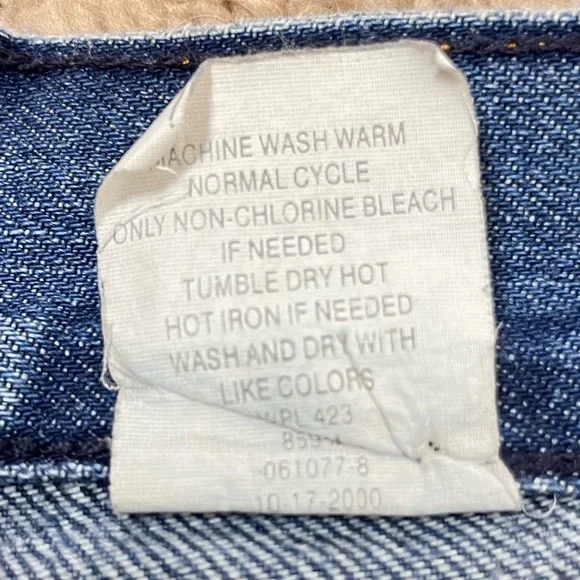 MACHINE WASH WARM
NORMAL CYCLE
ONLY NON-CHLORINE BLEACH
IF NEEDED
TUMBLE DRY HOT
HOT IRON IF NEEDED
WASH AND DRY WITH
LIKE COLORS
WPL 423
061077-8
10-17-2000